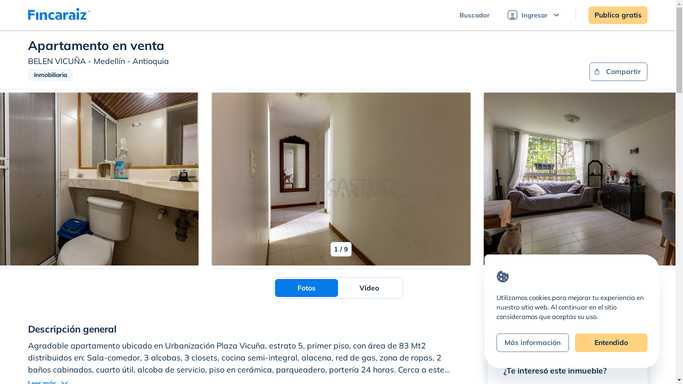 Fincaraiz
Buscador
Ingresar
Publica gratis
Apartamento en venta
BELEN VICUÑA - Medellín - Antioquia
Inmobiliaria
Compartir
1 / 9
Fotos
Video
Utilizamos cookies para mejorar tu experiencia en
nuestro sitio web. Al continuar en el sitio
consideramos que aceptas su uso.
Más información
Entendido
Descripción general
Agradable apartamento ubicado en Urbanización Plaza Vicuña, estrato 5, primer piso, con área de 83 Mt2
distribuidos en: Sala-comedor, 3 alcobas, 3 closets, cocina semi-integral, alacena, red de gas, zona de ropas, 2
baños cabinados, cuarto útil, alcoba de servicio, piso en cerámica, parqueadero, portería 24 horas. Cerca a este...
Leer más
¿Te interesó este inmueble?